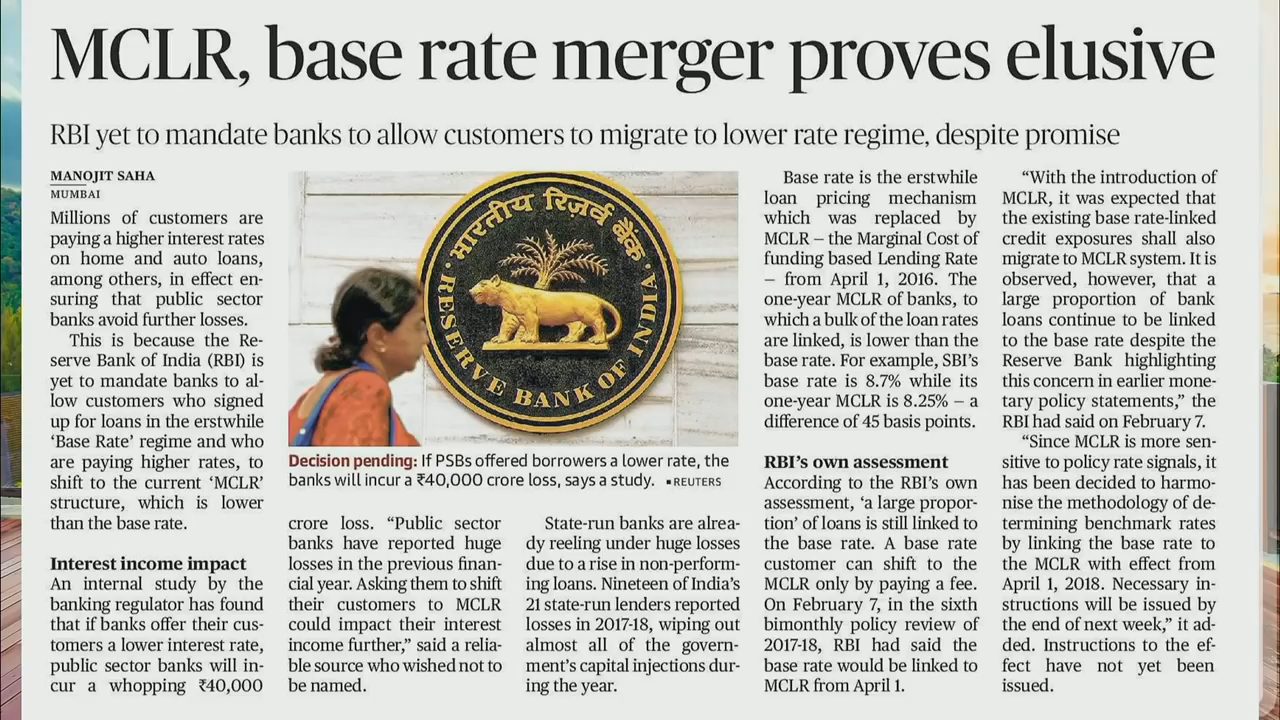 MCLR, base rate merger proves elusive
RBI yet to mandate banks to allow customers to migrate to lower rate regime, despite promise
MANOJIT SAHA
MUMBAI
Millions of customers are
paying a higher interest rates
on home and auto loans,
among others, in effect en-
suring that public sector
banks avoid further losses.
This is because the Re-
serve Bank of India (RBI) is
yet to mandate banks to al-
low customers who signed
up for loans in the erstwhile
‘Base Rate’ regime and who
are paying higher rates, to
shift to the current ‘MCLR’
structure, which is lower
than the base rate.
Interest income impact
An internal study by the
banking regulator has found
that if banks offer their cus-
tomers a lower interest rate,
public sector banks will in-
cur a whopping ₹40,000
भारतीय रिज़र्व बैंक
RESERVE BANK OF INDIA
Decision pending: If PSBs offered borrowers a lower rate, the
banks will incur a ₹40,000 crore loss, says a study. ▪REUTERS
crore loss. “Public sector
banks have reported huge
losses in the previous finan-
cial year. Asking them to shift
their customers to MCLR
could impact their interest
income further,” said a relia-
ble source who wished not to
be named.
State-run banks are alrea-
dy reeling under huge losses
due to a rise in non-perform-
ing loans. Nineteen of India’s
21 state-run lenders reported
losses in 2017-18, wiping out
almost all of the govern-
ment’s capital injections dur-
ing the year.
Base rate is the erstwhile
loan pricing mechanism
which was replaced by
MCLR – the Marginal Cost of
funding based Lending Rate
– from April 1, 2016. The
one-year MCLR of banks, to
which a bulk of the loan rates
are linked, is lower than the
base rate. For example, SBI’s
base rate is 8.7% while its
one-year MCLR is 8.25% – a
difference of 45 basis points.
RBI’s own assessment
According to the RBI’s own
assessment, ‘a large propor-
tion’ of loans is still linked to
the base rate. A base rate
customer can shift to the
MCLR only by paying a fee.
On February 7, in the sixth
bimonthly policy review of
2017-18, RBI had said the
base rate would be linked to
MCLR from April 1.
“With the introduction of
MCLR, it was expected that
the existing base rate-linked
credit exposures shall also
migrate to MCLR system. It is
observed, however, that a
large proportion of bank
loans continue to be linked
to the base rate despite the
Reserve Bank highlighting
this concern in earlier mone-
tary policy statements,” the
RBI had said on February 7.
“Since MCLR is more sen-
sitive to policy rate signals, it
has been decided to harmo-
nise the methodology of de-
termining benchmark rates
by linking the base rate to
the MCLR with effect from
April 1, 2018. Necessary in-
structions will be issued by
the end of next week,” it ad-
ded. Instructions to the ef-
fect have not yet been
issued.